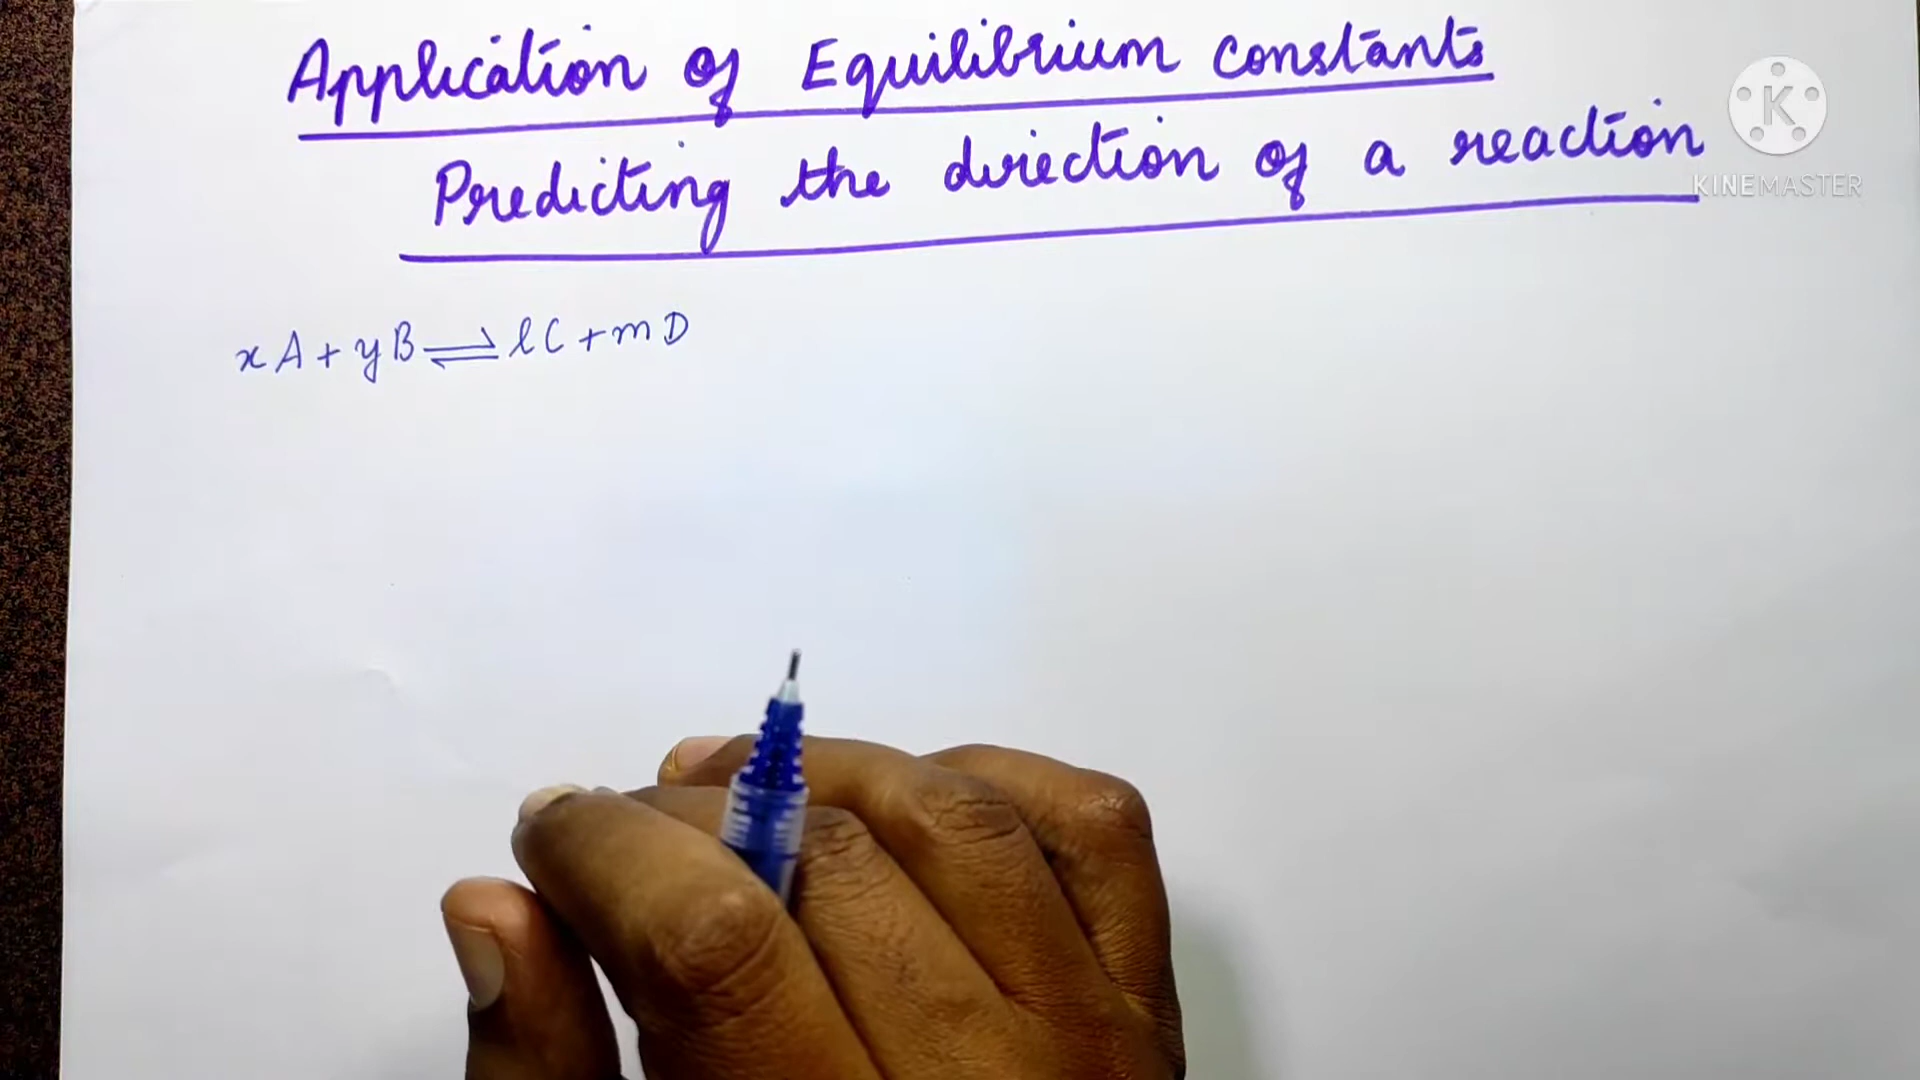 Application of Equilibrium constants
Predicting the direction of a reaction
K
KINEMASTER
xA + yB ⇌ lC + mD